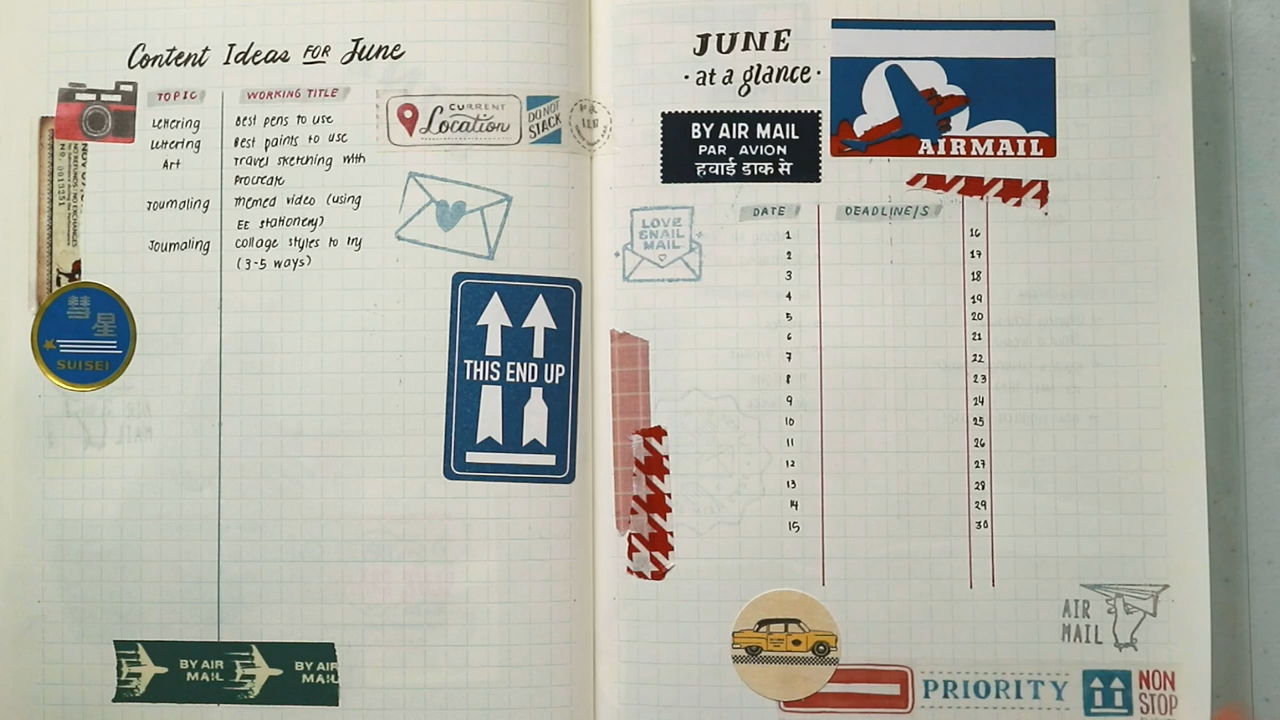 Content Ideas FOR June
TOPIC
WORKING TITLE
Lettering
Best pens to use
Lettering
Best paints to use
Art
Travel sketching with
Procreate
Journaling
Themed video (using
EE stationery)
Journaling
collage styles to try
(3-5 ways)
CURRENT
Location
DO NOT
STACK
No. 0013251
彗
星
SUISEI
THIS END UP
BY AIR
MAIL
BY AIR
MAIL
JUNE
·at a glance·
AIRMAIL
BY AIR MAIL
PAR AVION
हवाई डाक से
LOVE
SNAIL
MAIL
DATE
DEADLINE/S
1
2
3
4
5
6
7
8
9
10
11
12
13
14
15
16
17
18
19
20
21
22
23
24
25
26
27
28
29
30
AIR
MAIL
PRIORITY
NON
STOP